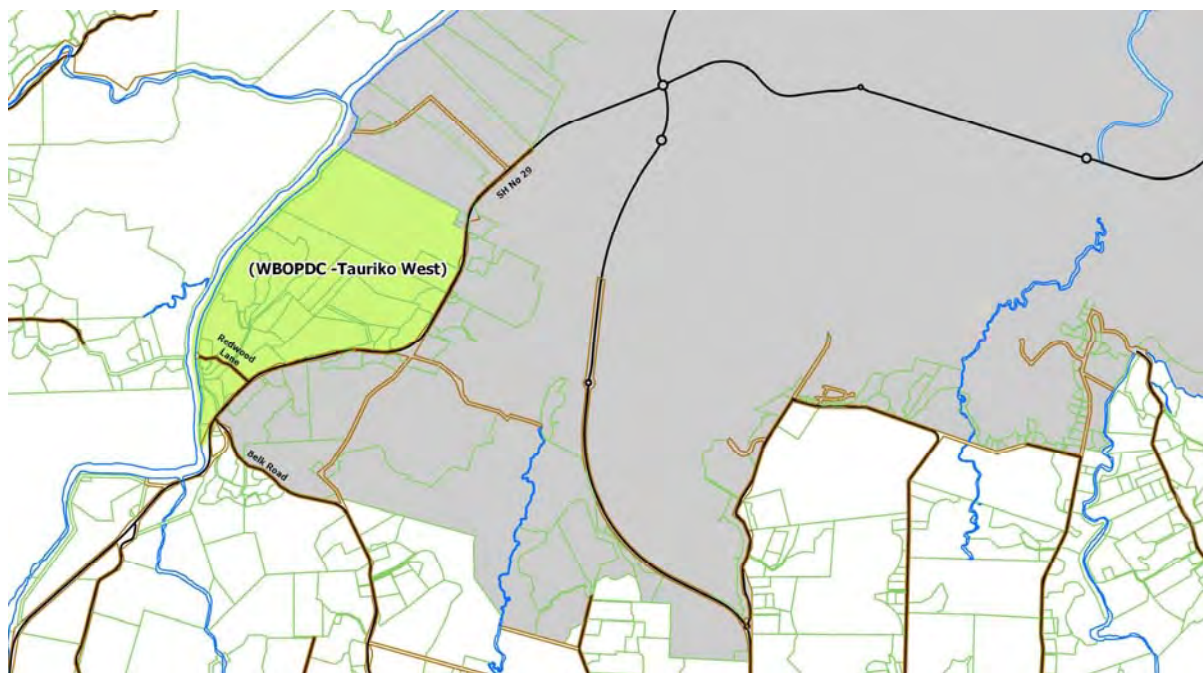 SH No 29
(WBOPDC -Tauriko West)
Redwood
Lane
Belk Road